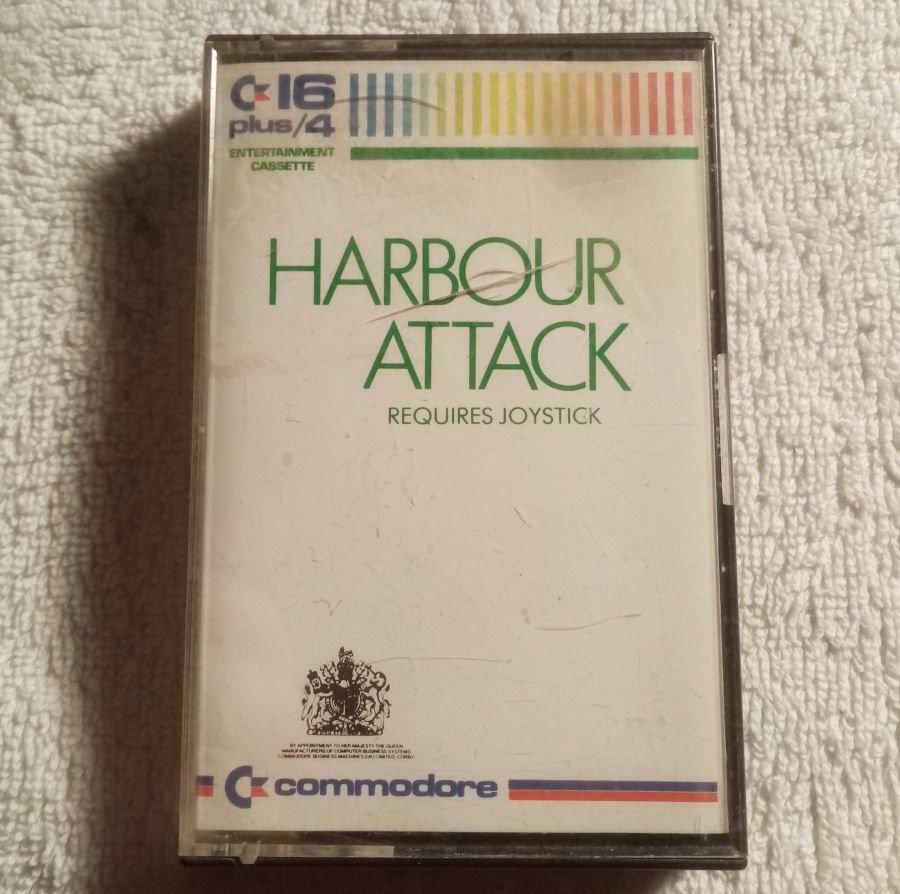 C16
plus/4
ENTERTAINMENT
CASSETTE
HARBOUR
ATTACK
REQUIRES JOYSTICK
BY APPOINTMENT TO HER MAJESTY THE QUEEN
MANUFACTURERS OF COMPUTER BUSINESS SYSTEMS
COMMODORE BUSINESS MACHINES (UK) LIMITED, CORBY
commodore